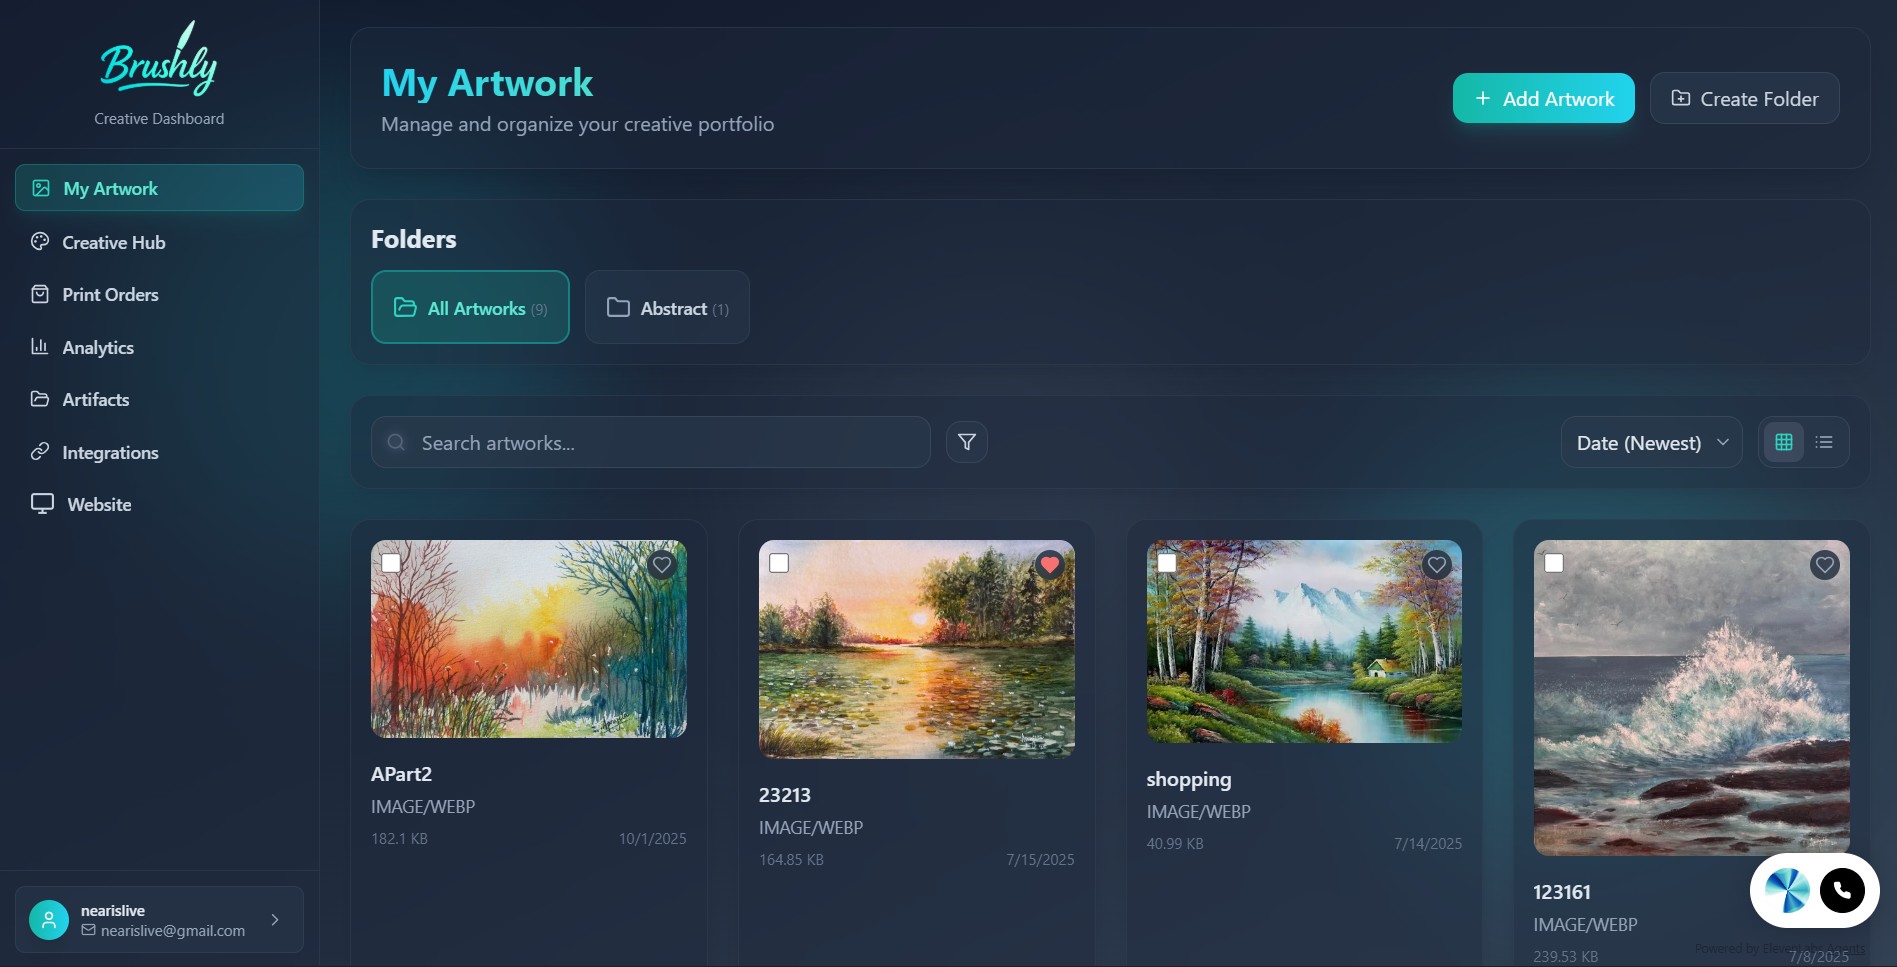 Brushly
Creative Dashboard
My Artwork
Creative Hub
Print Orders
Analytics
Artifacts
Integrations
Website
nearislive
nearislive@gmail.com
My Artwork
Manage and organize your creative portfolio
Add Artwork
Create Folder
Folders
All Artworks (9)
Abstract (1)
Search artworks...
Date (Newest)
APart2
IMAGE/WEBP
182.1 KB 10/1/2025
23213
IMAGE/WEBP
164.85 KB 7/15/2025
shopping
IMAGE/WEBP
40.99 KB 7/14/2025
123161
IMAGE/WEBP
239.53 KB 7/8/2025
Powered by ElevenLabs Agents